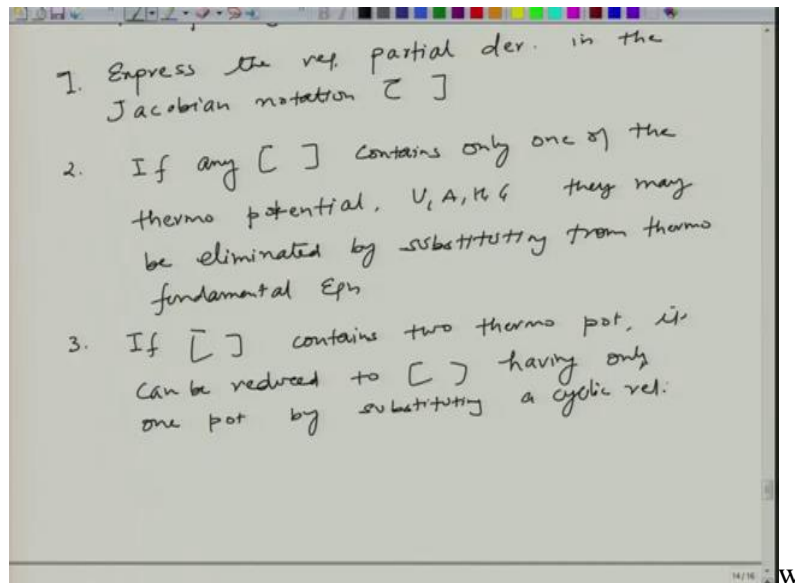 1. Express the req. partial der. in the
Jacobian notation [ ]
2. If any [ ] contains only one of the
thermo potential, U, A, H, G they may
be eliminated by substituting from thermo
fundamental Eqn
3. If [ ] contains two thermo pot, it
can be reduced to [ ] having only
one pot by substituting a cyclic rel.
14/16
w